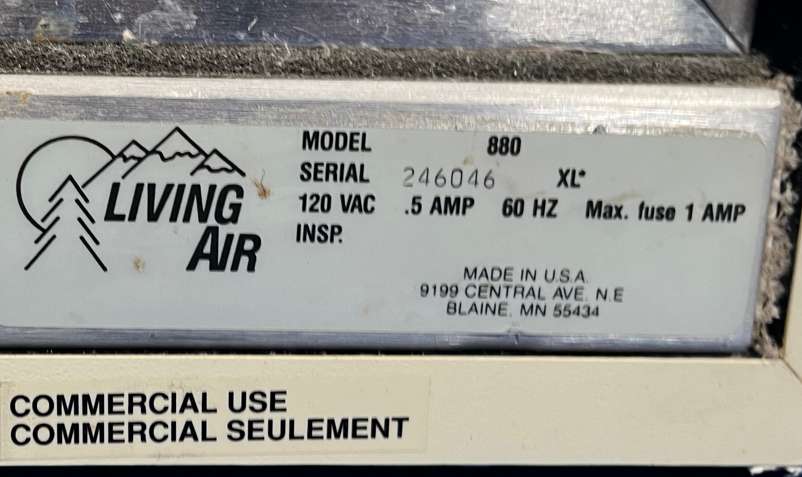 LIVING
AIR
MODEL 880
SERIAL 246046 XL*
120 VAC .5 AMP 60 HZ Max. fuse 1 AMP
INSP.
MADE IN U.S.A.
9199 CENTRAL AVE. N.E
BLAINE, MN 55434
COMMERCIAL USE
COMMERCIAL SEULEMENT